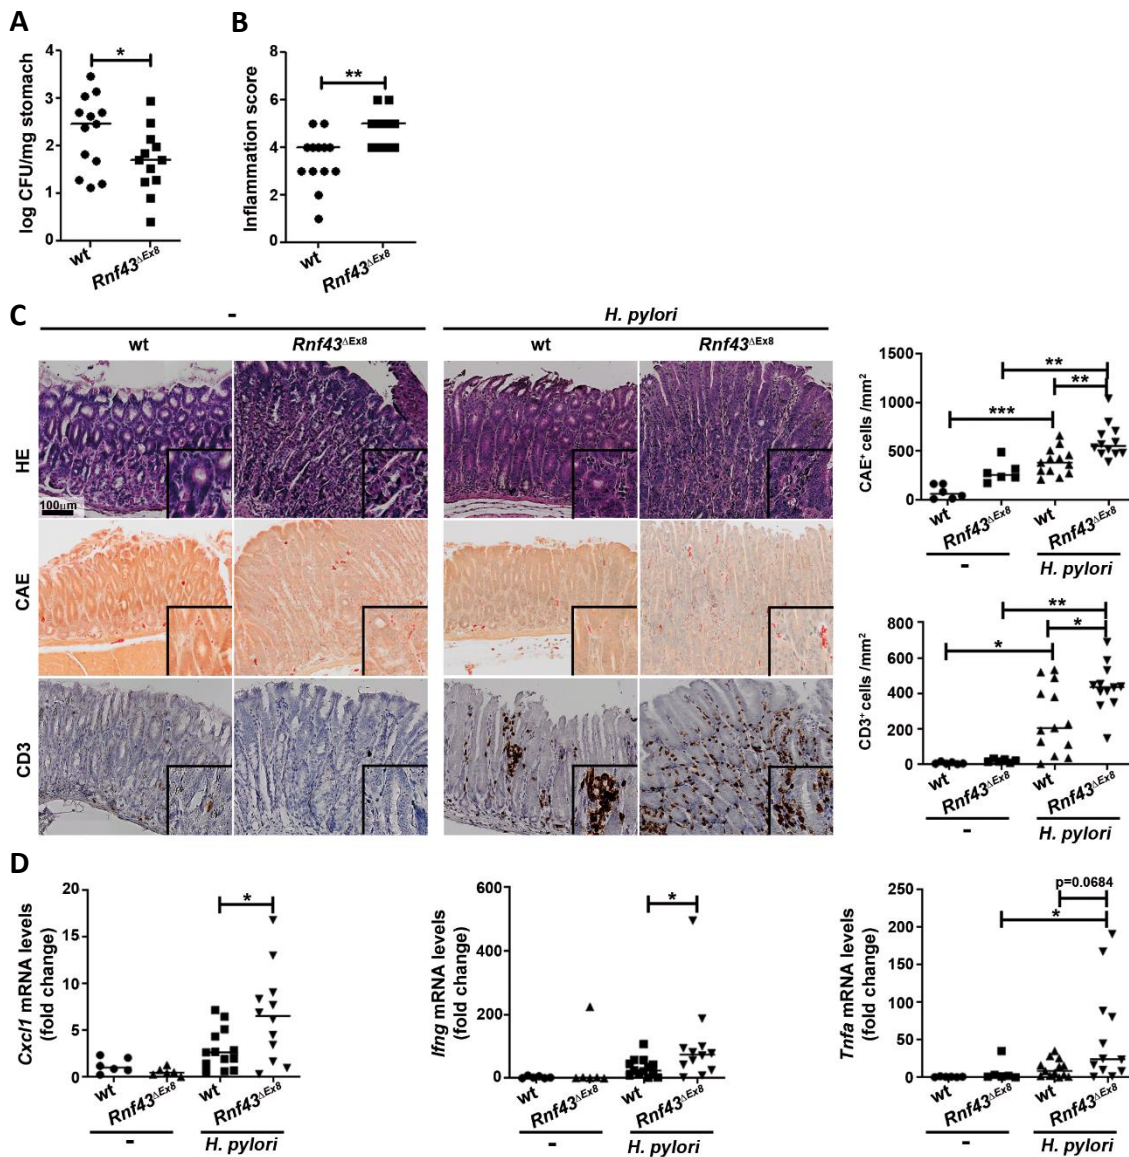 A
log CFU/mg stomach
4
3
2
1
0
*
wt
Rnf43ΔEx8
B
Inflammation score
8
6
4
2
0
**
wt
Rnf43ΔEx8
C
-
H. pylori
wt
Rnf43ΔEx8
wt
Rnf43ΔEx8
HE
100µm
CAE
CD3
CAE+ cells /mm2
1500
1000
500
0
***
**
**
wt
Rnf43ΔEx8
wt
Rnf43ΔEx8
-
H. pylori
CD3+ cells /mm2
800
600
400
200
0
*
**
*
wt
Rnf43ΔEx8
wt
Rnf43ΔEx8
-
H. pylori
D
Cxcl1 mRNA levels
(fold change)
20
15
10
5
0
*
wt
Rnf43ΔEx8
wt
Rnf43ΔEx8
-
H. pylori
Ifng mRNA levels
(fold change)
600
400
200
0
*
wt
Rnf43ΔEx8
wt
Rnf43ΔEx8
-
H. pylori
Tnfa mRNA levels
(fold change)
250
200
150
100
50
0
p=0.0684
*
wt
Rnf43ΔEx8
wt
Rnf43ΔEx8
-
H. pylori